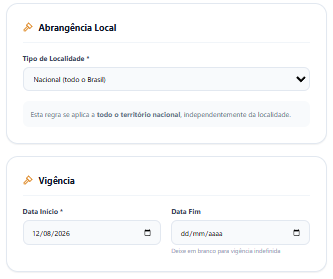 Abrangência Local
Tipo de Localidade *
Nacional (todo o Brasil)
Esta regra se aplica a todo o território nacional, independentemente da localidade.
Vigência
Data Início *
Data Fim
12/08/2026
dd/mm/aaaa
Deixe em branco para vigência indefinida